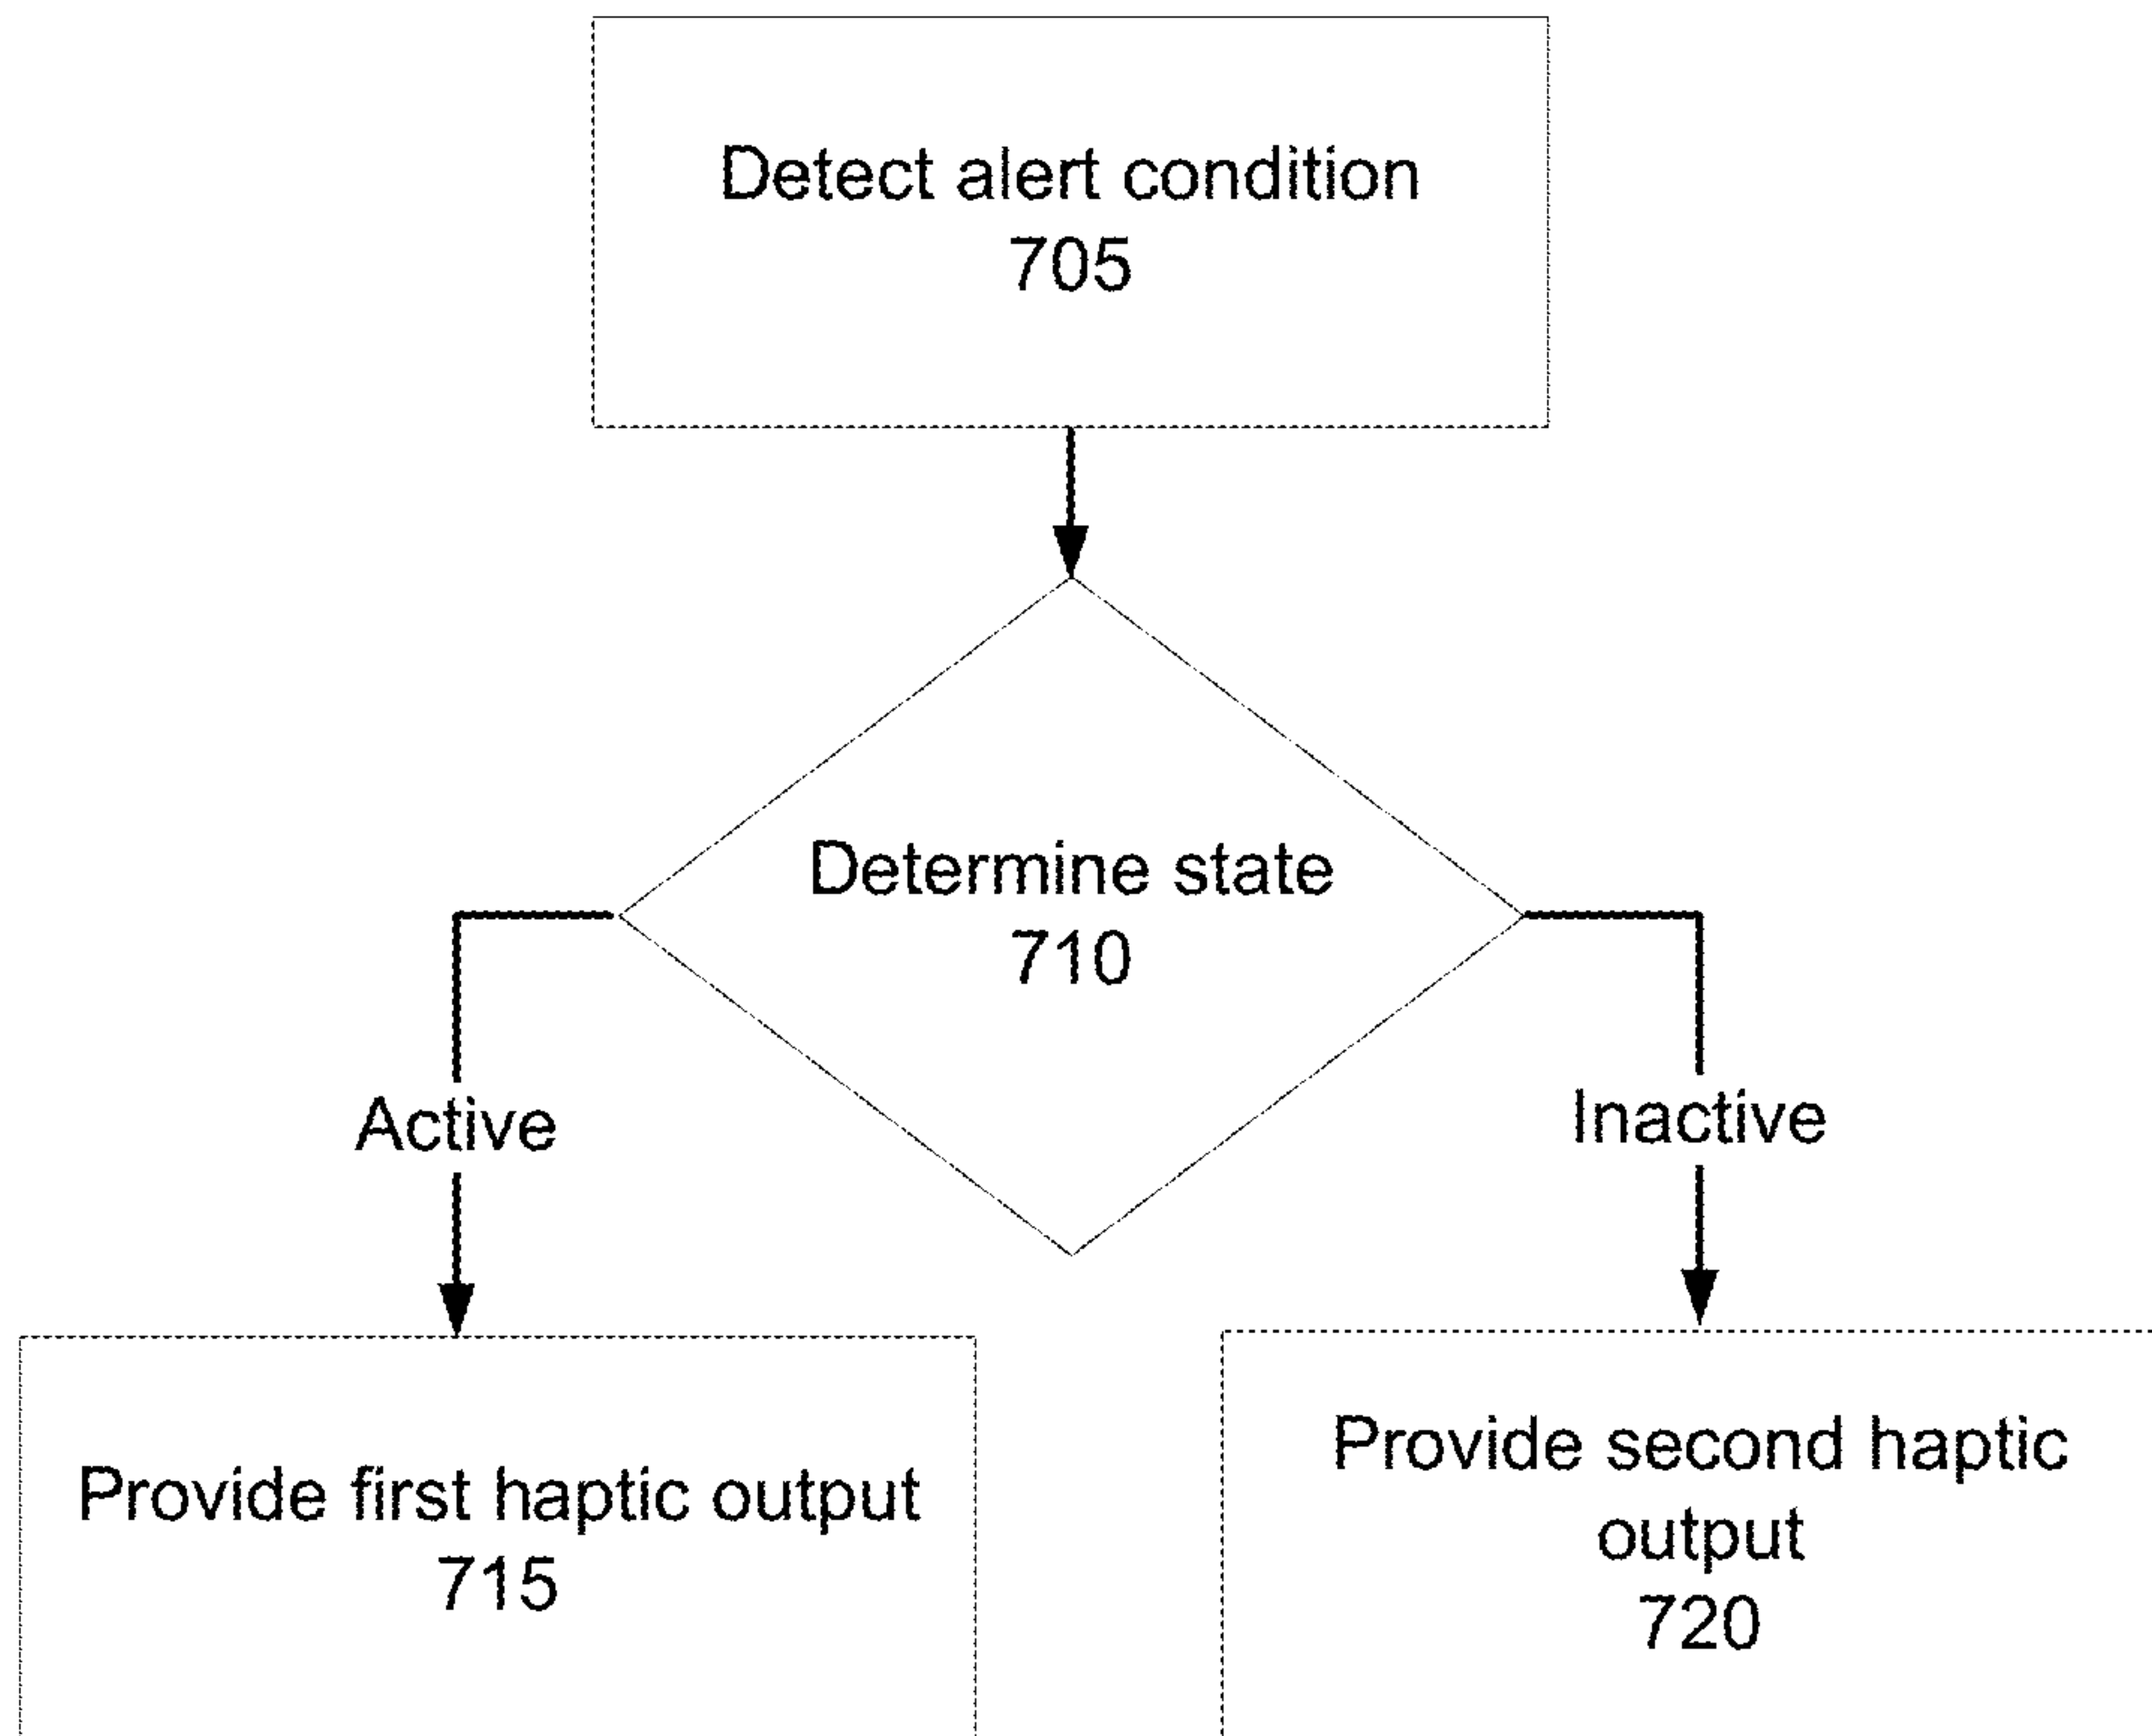 Detect alert condition
705
Determine state
710
Active
Inactive
Provide first haptic output
715
Provide second haptic
output
720